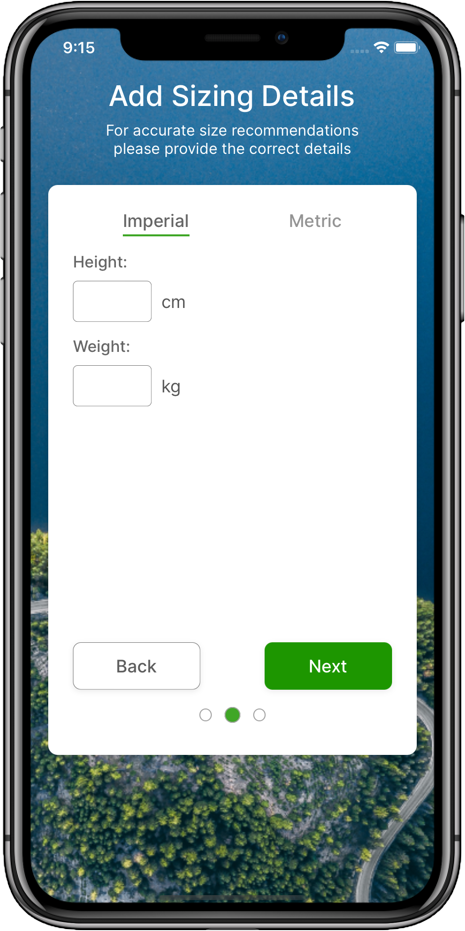 9:15
Add Sizing Details
For accurate size recommendations
please provide the correct details
Imperial Metric
Height:
cm
Weight:
kg
Back Next